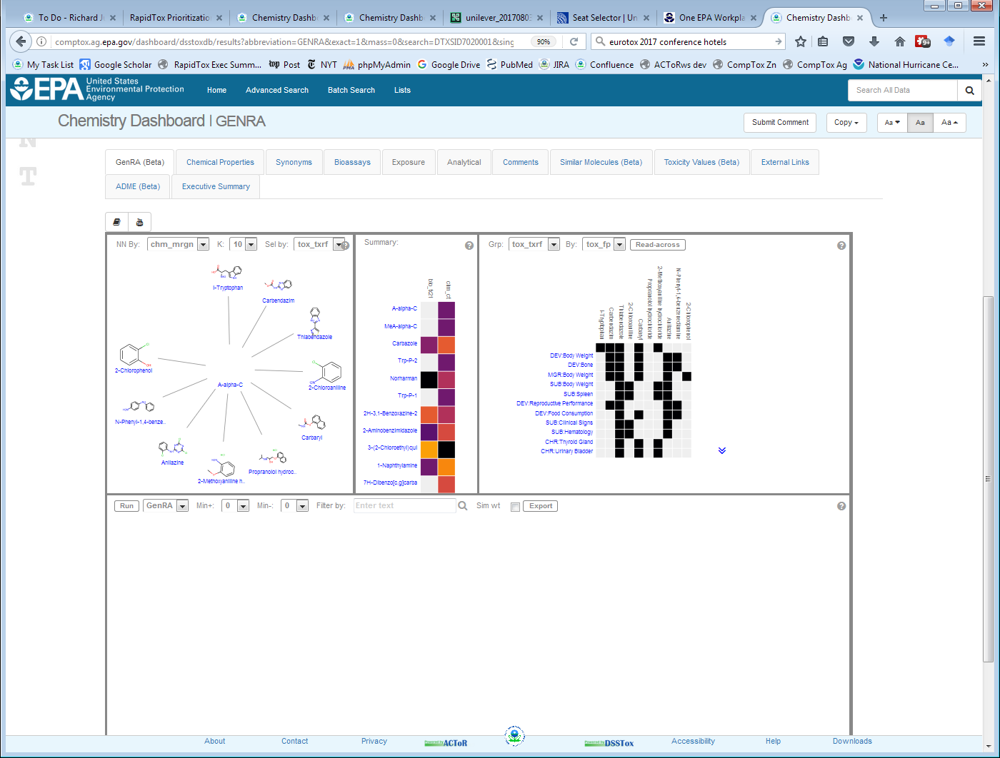 To Do - Richard J
RapidTox Prioritizatio
Chemistry Dashb
Chemistry Dashb
unilever_20170803
Seat Selector | Un
One EPA Workpla
Chemistry Dashb
comptox.ag.epa.gov/dashboard/dsstoxdb/results?abbreviation=GENRA&exact=1&mass=0&search=DTXSID7020001&sing
90%
eurotox 2017 conference hotels
9+
My Task List
Google Scholar
RapidTox Exec Summ...
wp Post
NYT
phpMyAdmin
Google Drive
PubMed
JIRA
Confluence
ACToRws dev
CompTox Zn
CompTox Ag
National Hurricane Ce...
EPA
United States
Environmental Protection
Agency
Home
Advanced Search
Batch Search
Lists
Search All Data
Chemistry Dashboard | GENRA
Submit Comment
Copy
Aa
Aa
Aa
N
T
GenRA (Beta)
Chemical Properties
Synonyms
Bioassays
Exposure
Analytical
Comments
Similar Molecules (Beta)
Toxicity Values (Beta)
External Links
ADME (Beta)
Executive Summary
NN By:
chm_mrgn
K:
10
Sel by:
tox_txrf
I-Tryptophan
Carbendazim
Thiabendazole
2-Chloroaniline
Carbaryl
Propranolol hydroc..
2-Methoxyaniline h..
Anilazine
N-Phenyl-1,4-benze..
2-Chlorophenol
A-alpha-C
Summary:
bio_tx21
chm_ct
A-alpha-C
MeA-alpha-C
Carbazole
Trp-P-2
Norharman
Trp-P-1
2H-3,1-Benzoxazine-2
2-Aminobenzimidazole
3-(2-Chloroethyl)qui
1-Naphthylamine
7H-Dibenzo[c,g]carba
Grp:
tox_txrf
By:
tox_fp
Read-across
I-Tryptophan
Carbendazim
Thiabendazole
2-Chloroaniline
Carbaryl
Propranolol hydrochloride
2-Methoxyaniline hydrochloride
Anilazine
N-Phenyl-1,4-benzenediamine
2-Chlorophenol
DEV:Body Weight
DEV:Bone
MGR:Body Weight
SUB:Body Weight
SUB:Spleen
DEV:Reproductive Performance
DEV:Food Consumption
SUB:Clinical Signs
SUB:Hematology
CHR:Thyroid Gland
CHR:Urinary Bladder
Run
GenRA
Min+:
0
Min-:
0
Filter by:
Enter text
Sim wt
Export
About
Contact
Privacy
Powered by ACToR
Powered by DSSTox
Accessibility
Help
Downloads